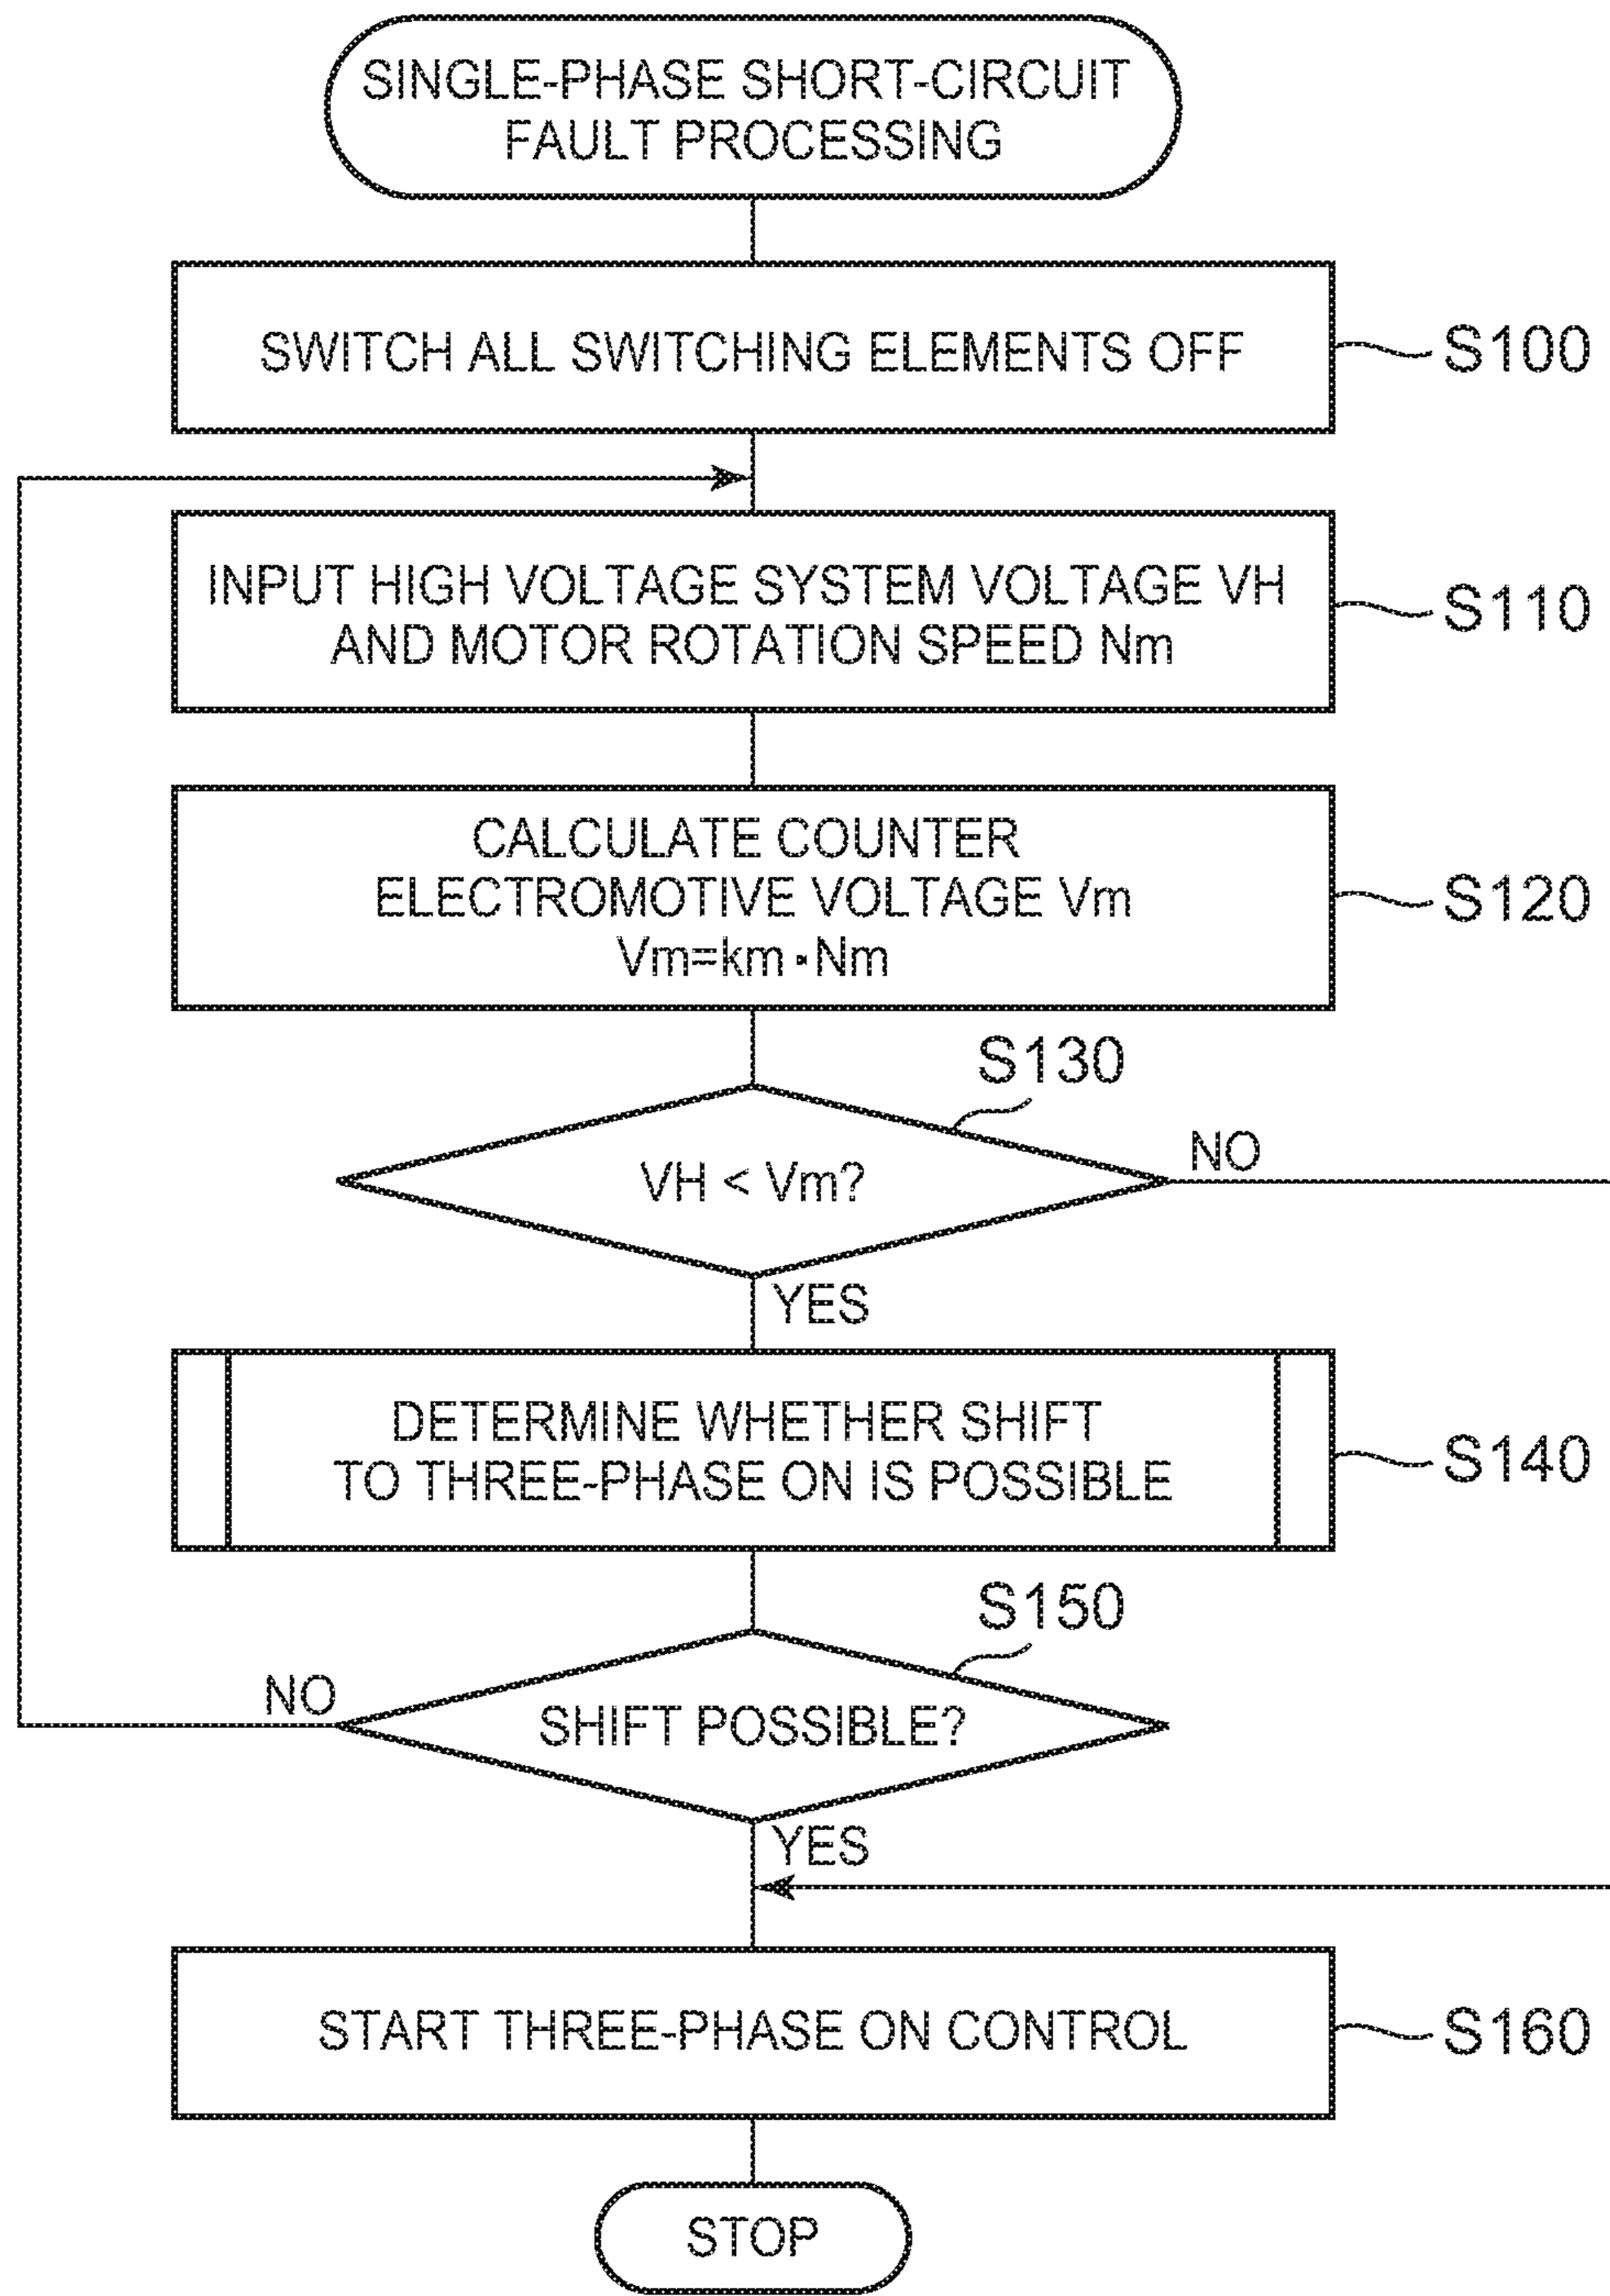 SINGLE-PHASE SHORT-CIRCUIT
FAULT PROCESSING
SWITCH ALL SWITCHING ELEMENTS OFF
S100
INPUT HIGH VOLTAGE SYSTEM VOLTAGE VH
AND MOTOR ROTATION SPEED Nm
S110
CALCULATE COUNTER
ELECTROMOTIVE VOLTAGE Vm
Vm=km·Nm
S120
S130
VH < Vm?
NO
YES
DETERMINE WHETHER SHIFT
TO THREE-PHASE ON IS POSSIBLE
S140
S150
NO
SHIFT POSSIBLE?
YES
START THREE-PHASE ON CONTROL
S160
STOP